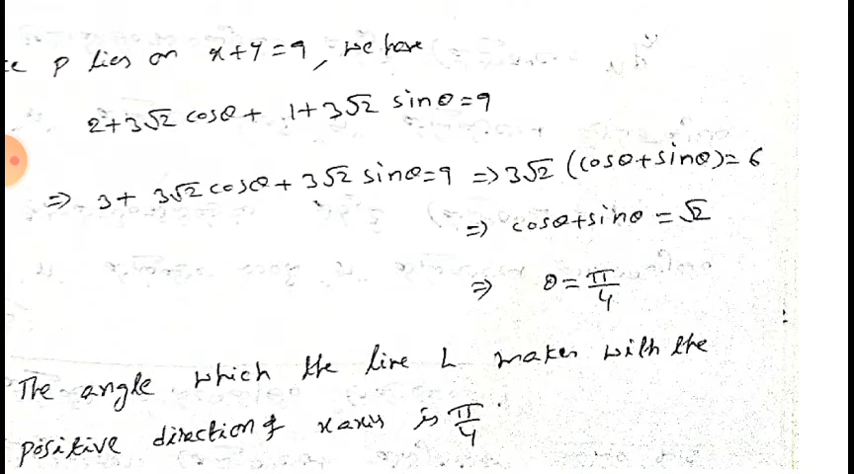 P lies on x+y=9, we have
2+3√2 cosθ + 1+3√2 sinθ=9
⇒ 3+ 3√2 cosθ + 3√2 sinθ=9 ⇒ 3√2 (cosθ+sinθ)= 6
⇒ cosθ+sinθ = √2
⇒ θ = π/4
The angle which the line L makes with the
positive direction of x axis is π/4